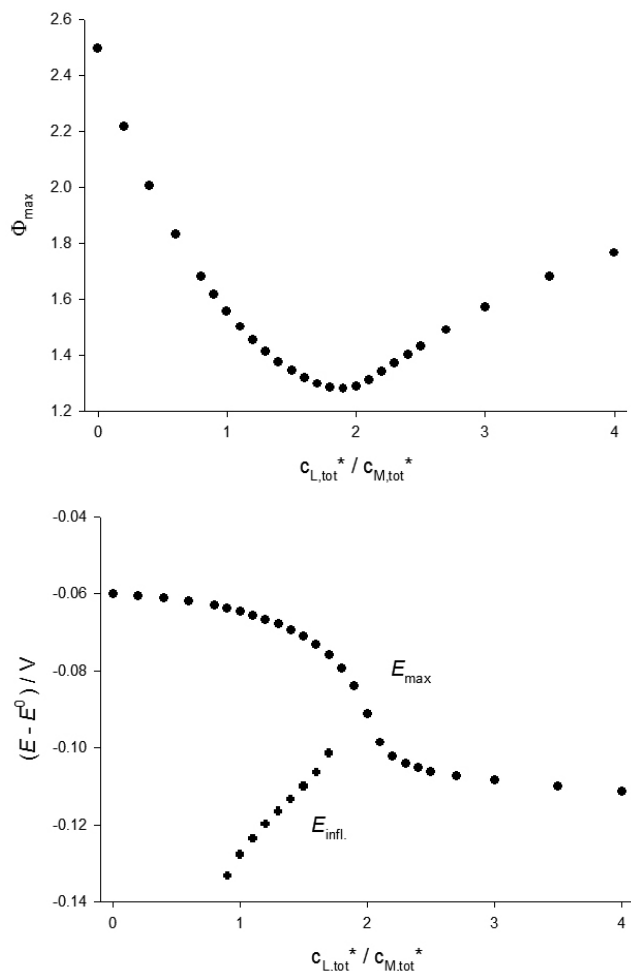 2.6
2.4
2.2
2.0
1.8
1.6
1.4
1.2
Φmax
0 1 2 3 4
cL,tot* / cM,tot*
-0.04
-0.06
-0.08
-0.10
-0.12
-0.14
(E - E0) / V
Emax
Einfl.
0 1 2 3 4
cL,tot* / cM,tot*